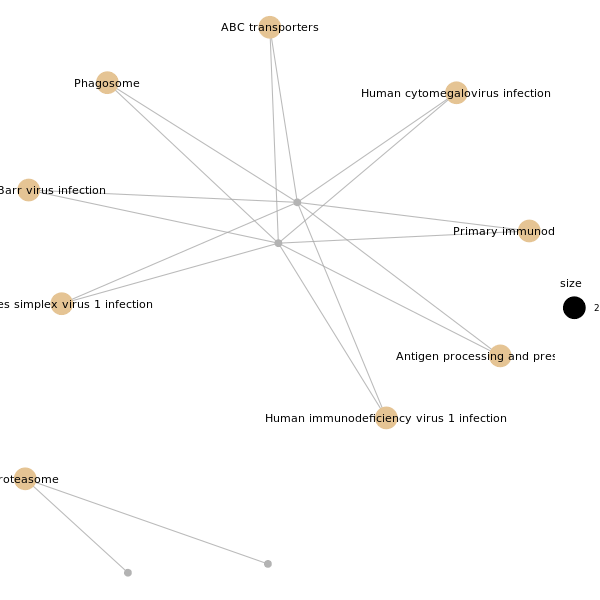 ABC transporters
Phagosome
Human cytomegalovirus infection
Barr virus infection
Primary immunod
size
2
es simplex virus 1 infection
Antigen processing and pres
Human immunodeficiency virus 1 infection
roteasome